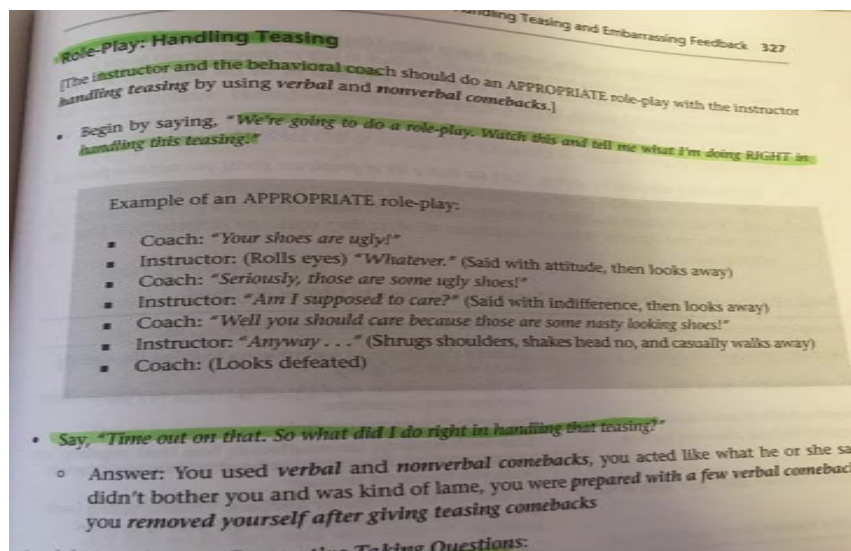 Handling Teasing and Embarrassing Feedback 327
Role-Play: Handling Teasing
[The instructor and the behavioral coach should do an APPROPRIATE role-play with the instructor
handling teasing by using verbal and nonverbal comebacks.]
• Begin by saying, "We're going to do a role-play. Watch this and tell me what I'm doing RIGHT in
handling this teasing."
Example of an APPROPRIATE role-play:
▪ Coach: "Your shoes are ugly!"
▪ Instructor: (Rolls eyes) "Whatever." (Said with attitude, then looks away)
▪ Coach: "Seriously, those are some ugly shoes!"
▪ Instructor: "Am I supposed to care?" (Said with indifference, then looks away)
▪ Coach: "Well you should care because those are some nasty looking shoes!"
▪ Instructor: "Anyway . . ." (Shrugs shoulders, shakes head no, and casually walks away)
▪ Coach: (Looks defeated)
• Say, "Time out on that. So what did I do right in handling that teasing?"
○ Answer: You used verbal and nonverbal comebacks, you acted like what he or she sa
didn't bother you and was kind of lame, you were prepared with a few verbal comebac
you removed yourself after giving teasing comebacks
Taking Questions: